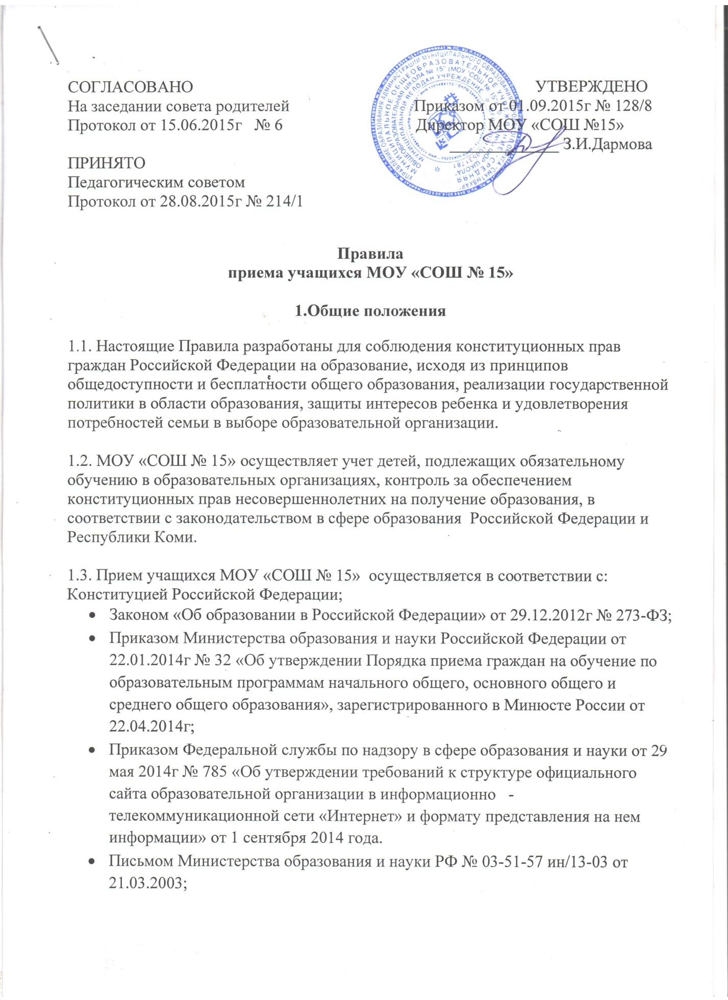 СОГЛАСОВАНО УТВЕРЖДЕНО
На заседании совета родителей Приказом от 01.09.2015г № 128/8
Протокол от 15.06.2015г № 6 Директор МОУ «СОШ №15»
_____________ З.И.Дармова
ПРИНЯТО
Педагогическим советом
Протокол от 28.08.2015г № 214/1
Правила
приема учащихся МОУ «СОШ № 15»
1.Общие положения
1.1. Настоящие Правила разработаны для соблюдения конституционных прав
граждан Российской Федерации на образование, исходя из принципов
общедоступности и бесплатности общего образования, реализации государственной
политики в области образования, защиты интересов ребенка и удовлетворения
потребностей семьи в выборе образовательной организации.
1.2. МОУ «СОШ № 15» осуществляет учет детей, подлежащих обязательному
обучению в образовательных организациях, контроль за обеспечением
конституционных прав несовершеннолетних на получение образования, в
соответствии с законодательством в сфере образования Российской Федерации и
Республики Коми.
1.3. Прием учащихся МОУ «СОШ № 15» осуществляется в соответствии с:
Конституцией Российской Федерации;
• Законом «Об образовании в Российской Федерации» от 29.12.2012г № 273-ФЗ;
• Приказом Министерства образования и науки Российской Федерации от
22.01.2014г № 32 «Об утверждении Порядка приема граждан на обучение по
образовательным программам начального общего, основного общего и
среднего общего образования», зарегистрированного в Минюсте России от
22.04.2014г;
• Приказом Федеральной службы по надзору в сфере образования и науки от 29
мая 2014г № 785 «Об утверждении требований к структуре официального
сайта образовательной организации в информационно -
телекоммуникационной сети «Интернет» и формату представления на нем
информации» от 1 сентября 2014 года.
• Письмом Министерства образования и науки РФ № 03-51-57 ин/13-03 от
21.03.2003;